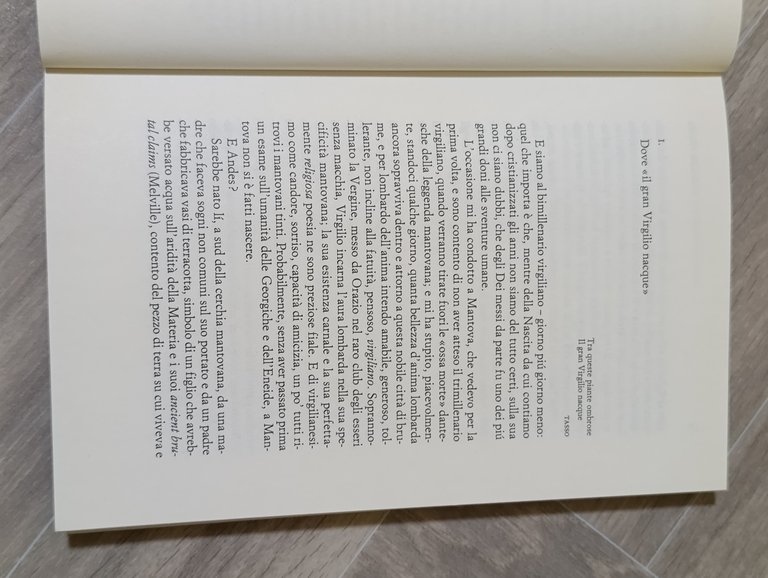 I.
Dove «il gran Virgilio nacque»
Tra queste piante ombrose
Il gran Virgilio nacque
TASSO
E siamo al bimillenario virgiliano – giorno piú giorno meno:
quel che importa è che, mentre della Nascita da cui contiamo
dopo cristianizzati gli anni non siamo del tutto certi, sulla sua
non ci siano dubbi, che degli Dei messi da parte fu uno dei piú
grandi doni alle sventure umane.
L'occasione mi ha condotto a Mantova, che vedevo per la
prima volta, e sono contento di non aver atteso il trimillenario
virgiliano, quando verranno tirate fuori le «ossa morte» dante-
sche della leggenda mantovana; e mi ha stupito, piacevolmen-
te, standoci qualche giorno, quanta bellezza d'anima lombarda
ancora sopravviva dentro e attorno a questa nobile città di bru-
me, e per lombardo dell'anima intendo amabile, generoso, tol-
lerante, non incline alla fatuità, pensoso, virgiliano. Sopranno-
minato la Vergine, messo da Orazio nel raro club degli esseri
senza macchia, Virgilio incarna l'aura lombarda nella sua spe-
cificità mantovana; la sua esistenza carnale e la sua perfetta-
mente religiosa poesia ne sono preziose fiale. E di virgilianesi-
mo come candore, sorriso, capacità di amicizia, un po' tutti ri-
trovi i mantovani tinti. Probabilmente, senza aver passato prima
un esame sull'umanità delle Georgiche e dell'Eneide, a Man-
tova non si è fatti nascere.
E Andes?
Sarebbe nato lí, a sud della cerchia mantovana, da una ma-
dre che faceva sogni non comuni sul suo portato e da un padre
che fabbricava vasi di terracotta, simbolo di un figlio che avreb-
be versato acqua sull'aridità della Materia e i suoi ancient bru-
tal claims (Melville), contento del pezzo di terra su cui viveva e